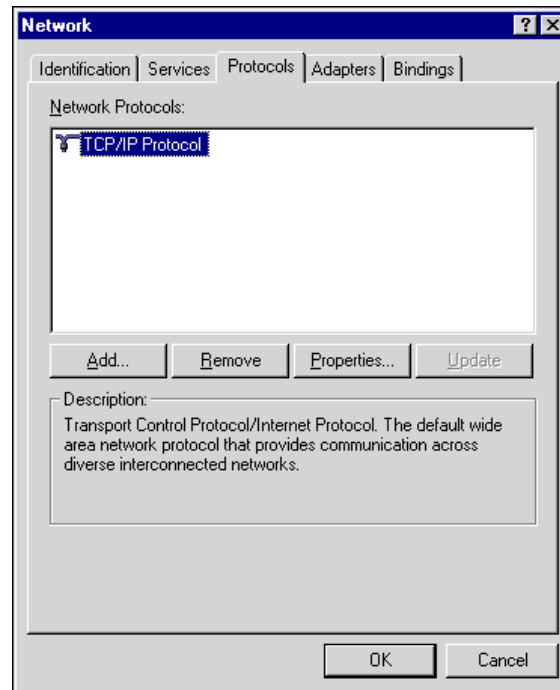 Network
Identification Services Protocols Adapters Bindings
Network Protocols:
TCP/IP Protocol
Add... Remove Properties... Update
Description:
Transport Control Protocol/Internet Protocol. The default wide
area network protocol that provides communication across
diverse interconnected networks.
OK Cancel